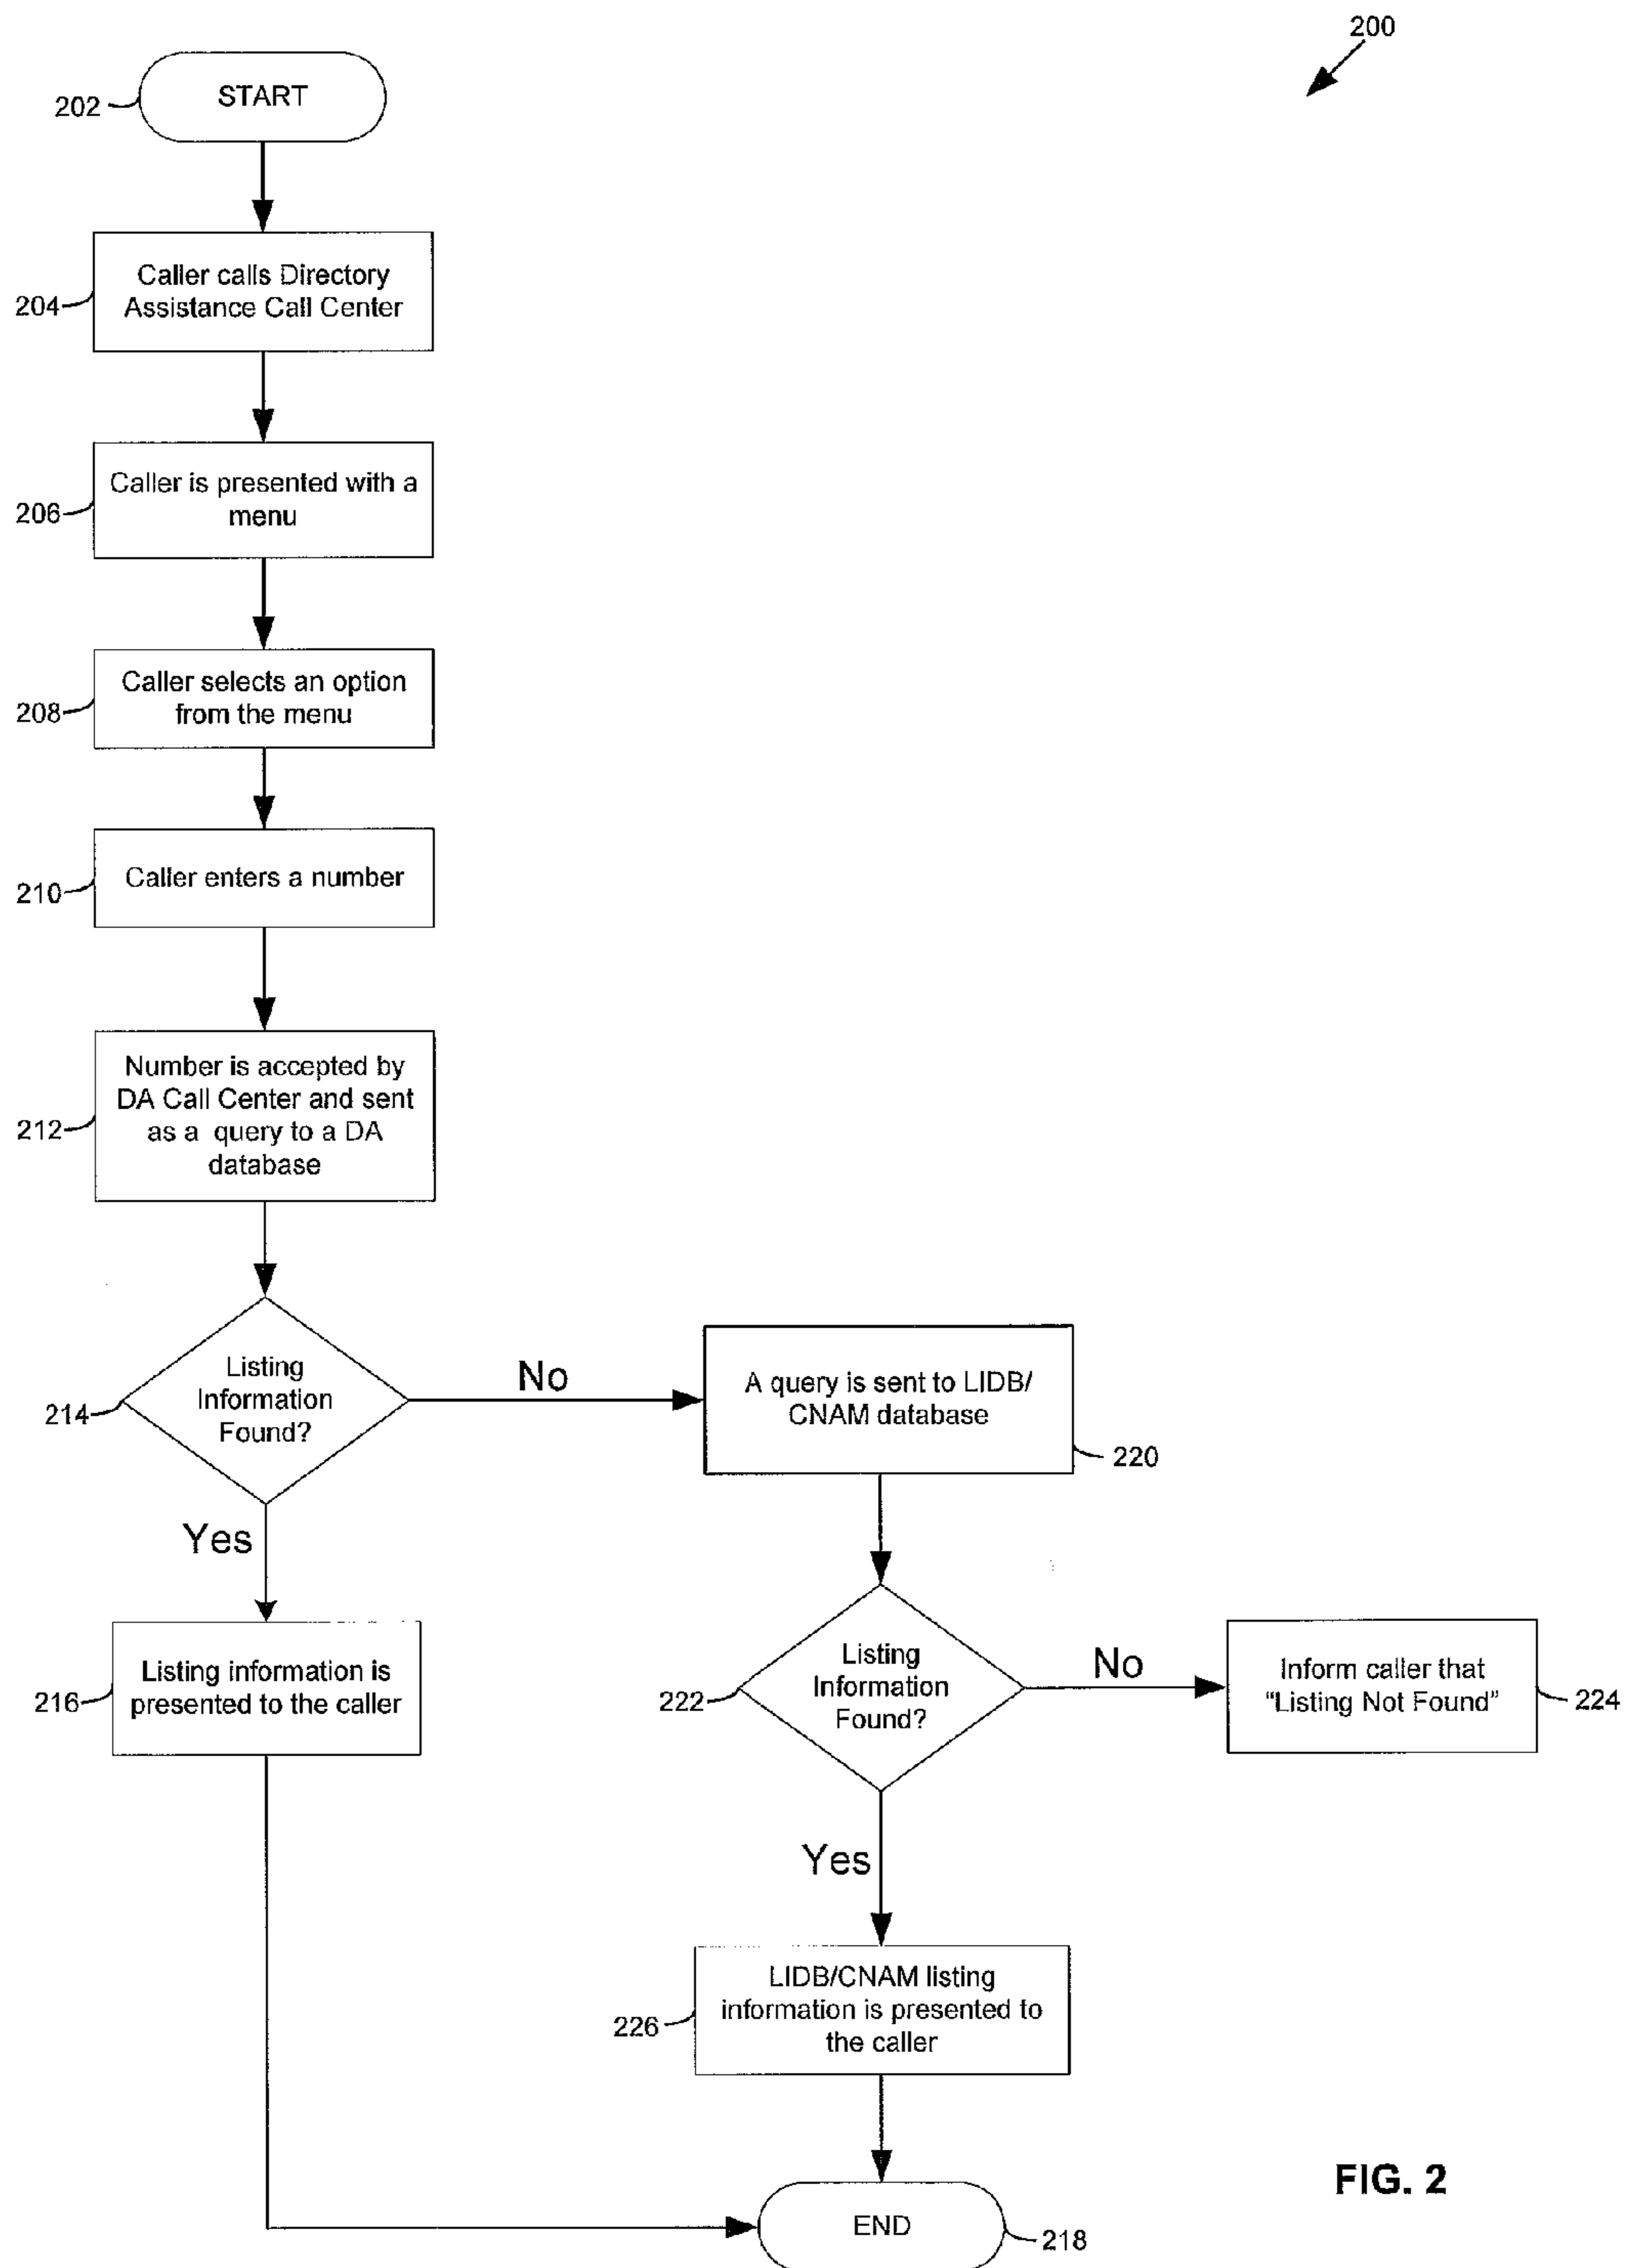 200
START
202
Caller calls Directory
Assistance Call Center
204
Caller is presented with a
menu
206
Caller selects an option
from the menu
208
Caller enters a number
210
Number is accepted by
DA Call Center and sent
as a query to a DA
database
212
Listing
Information
Found?
214
No
A query is sent to LIDB/
CNAM database
220
Yes
Listing information is
presented to the caller
216
Listing
Information
Found?
222
No
Inform caller that
"Listing Not Found"
224
Yes
LIDB/CNAM listing
information is presented to
the caller
226
END
218
FIG. 2